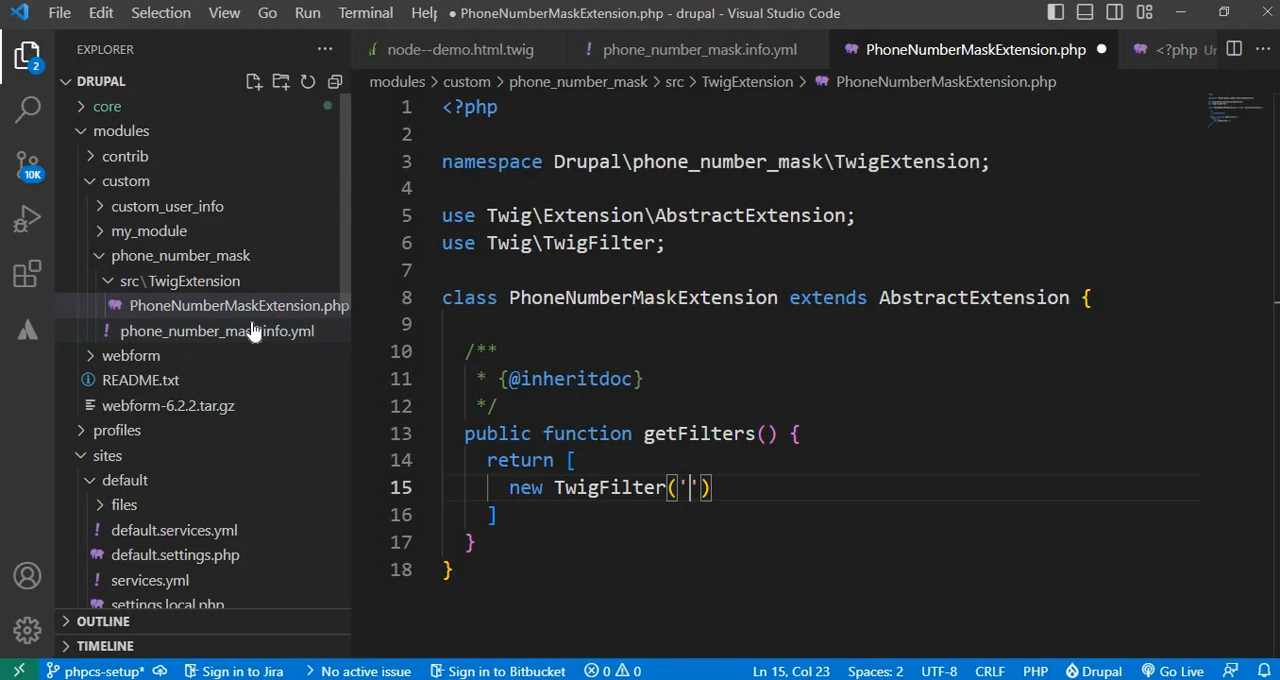 File Edit Selection View Go Run Terminal Help ● PhoneNumberMaskExtension.php - drupal - Visual Studio Code
EXPLORER
DRUPAL
core
modules
contrib
custom
custom_user_info
my_module
phone_number_mask
src\TwigExtension
PhoneNumberMaskExtension.php
phone_number_mask.info.yml
webform
README.txt
webform-6.2.2.tar.gz
profiles
sites
default
files
default.services.yml
default.settings.php
services.yml
settings.local.php
OUTLINE
TIMELINE
2
10K
node--demo.html.twig ! phone_number_mask.info.yml PhoneNumberMaskExtension.php ● <?php
modules > custom > phone_number_mask > src > TwigExtension > PhoneNumberMaskExtension.php
1 <?php
2
3 namespace Drupal\phone_number_mask\TwigExtension;
4
5 use Twig\Extension\AbstractExtension;
6 use Twig\TwigFilter;
7
8 class PhoneNumberMaskExtension extends AbstractExtension {
9
10 /**
11 * {@inheritdoc}
12 */
13 public function getFilters() {
14 return [
15 new TwigFilter('')
16 ]
17 }
18 }
phpcs-setup* Sign in to Jira No active issue Sign in to Bitbucket 0 0 Ln 15, Col 23 Spaces: 2 UTF-8 CRLF PHP Drupal Go Live